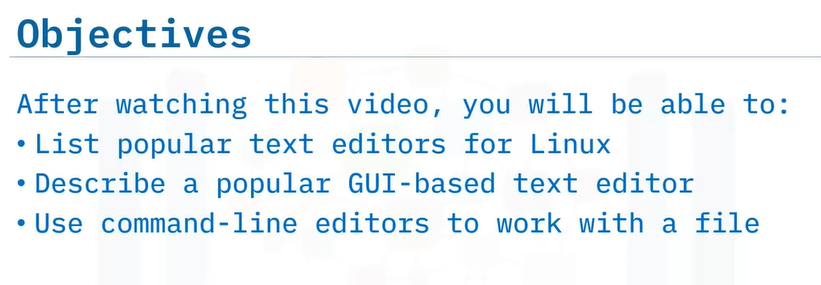 Objectives
After watching this video, you will be able to:
• List popular text editors for Linux
• Describe a popular GUI-based text editor
• Use command-line editors to work with a file